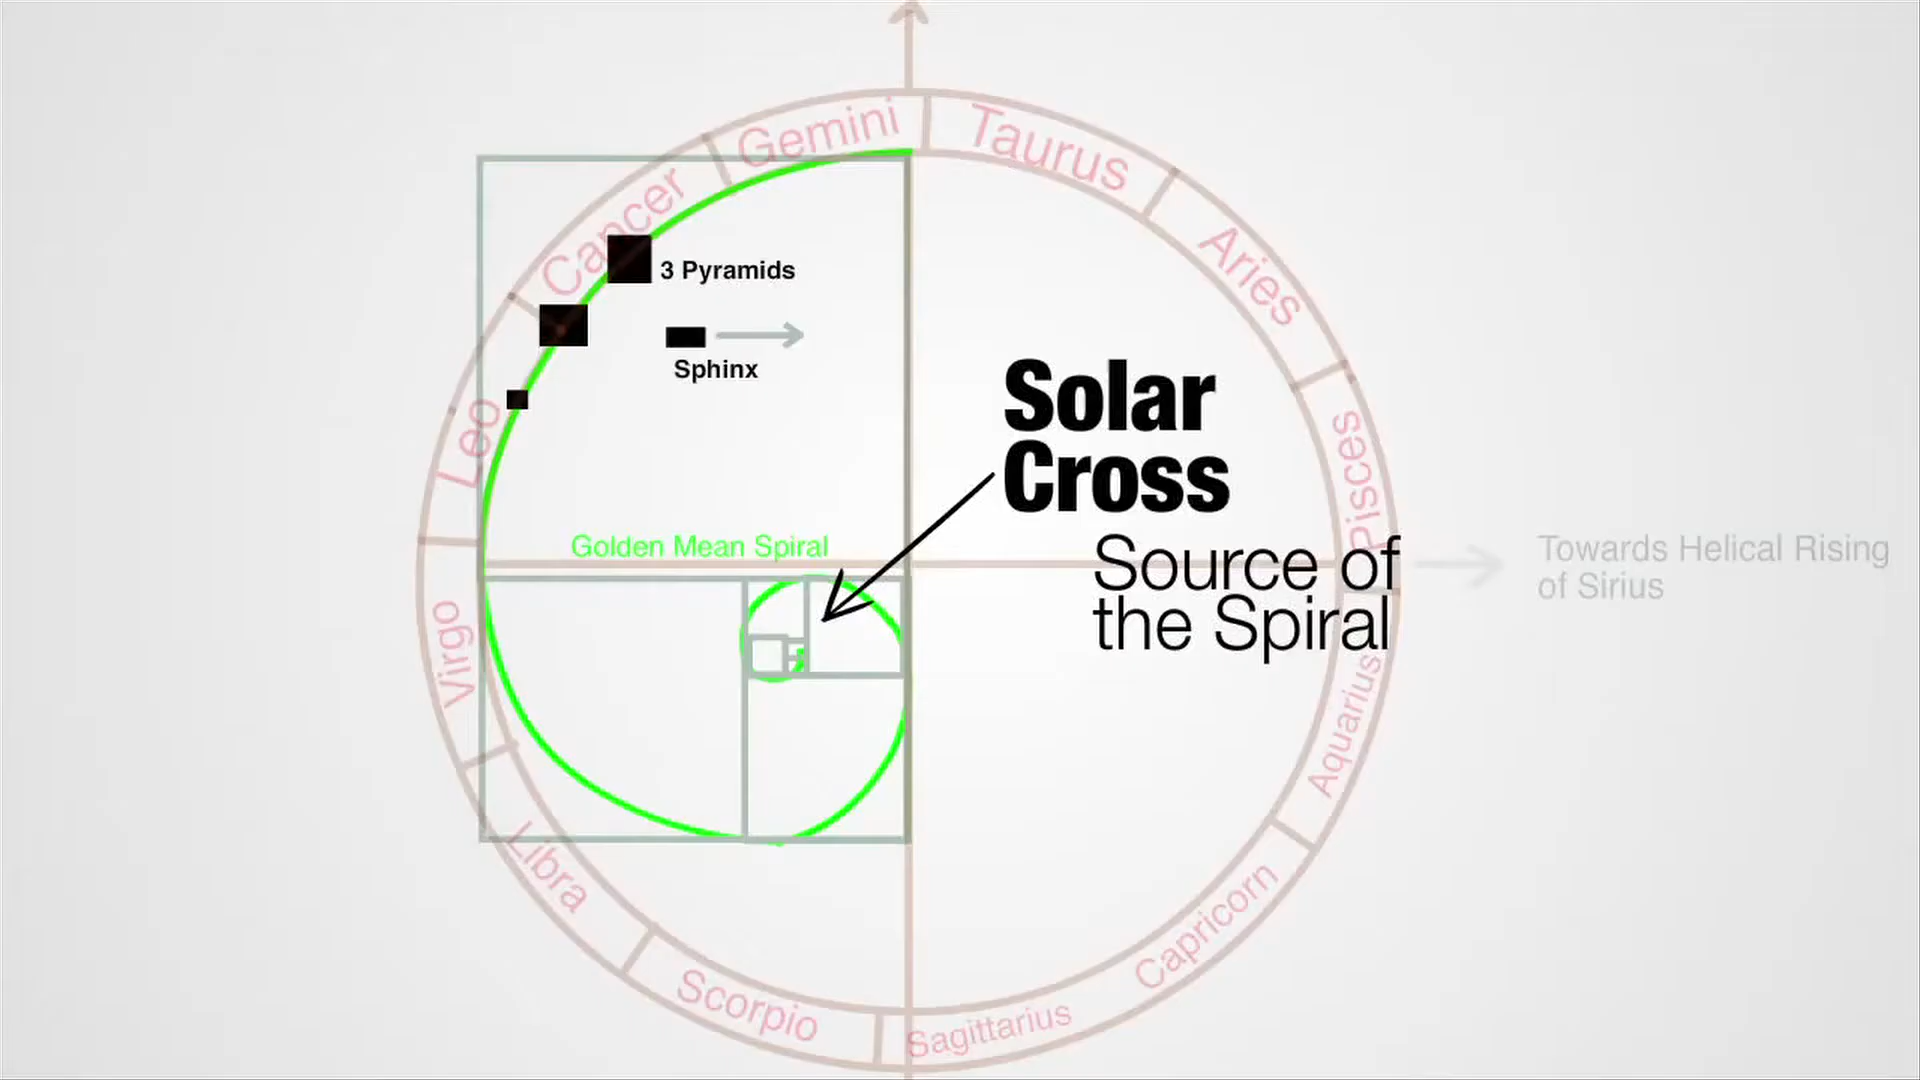 Gemini
Taurus
Cancer
Aries
3 Pyramids
Sphinx
Leo
Solar
Cross
Pisces
Golden Mean Spiral
Source of
the Spiral
Towards Helical Rising
of Sirius
Virgo
Aquarius
Libra
Capricorn
Scorpio
Sagittarius